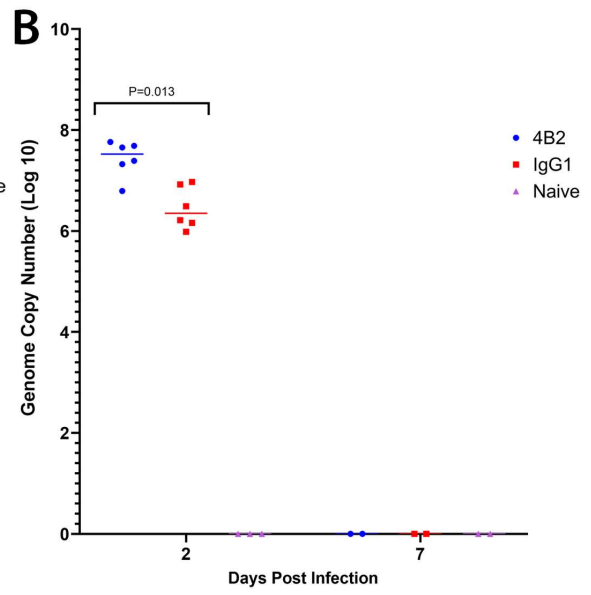 B
10
8
6
4
2
0
Genome Copy Number (Log 10)
e
P=0.013
4B2
IgG1
Naive
2
7
Days Post Infection